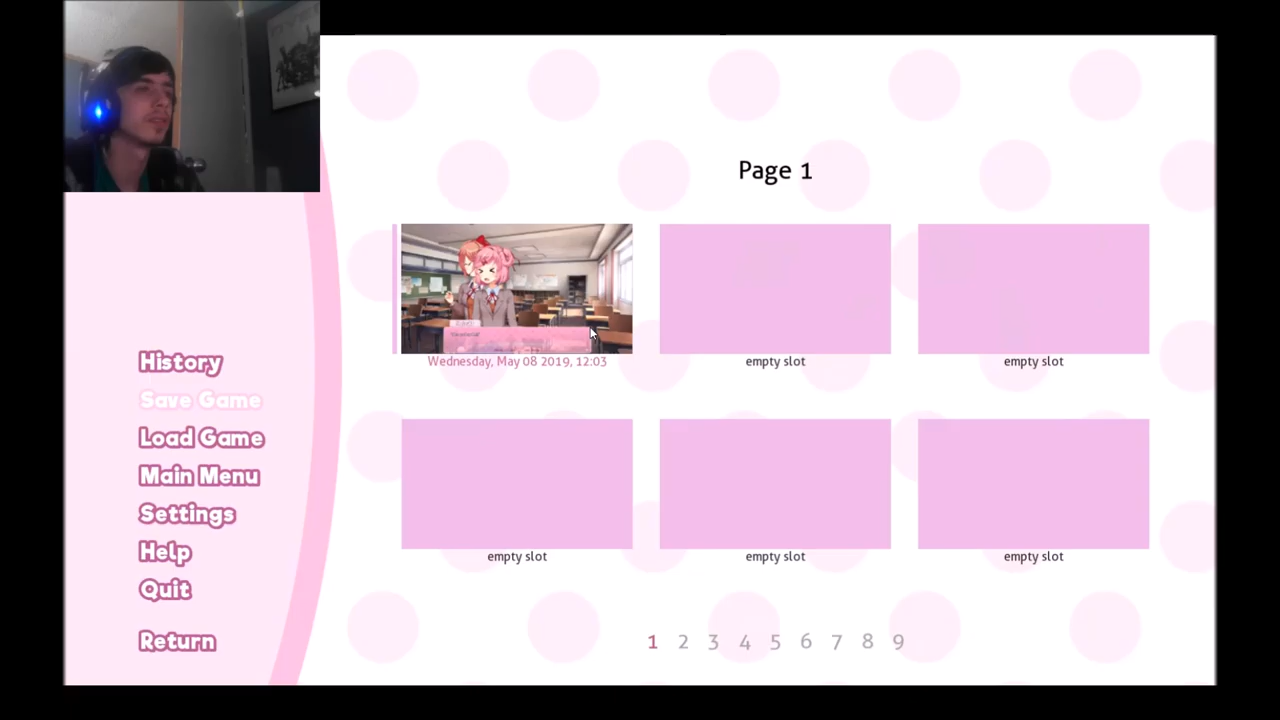 Page 1
Wednesday, May 08 2019, 12:03
empty slot
empty slot
empty slot
empty slot
empty slot
1 2 3 4 5 6 7 8 9
History
Save Game
Load Game
Main Menu
Settings
Help
Quit
Return